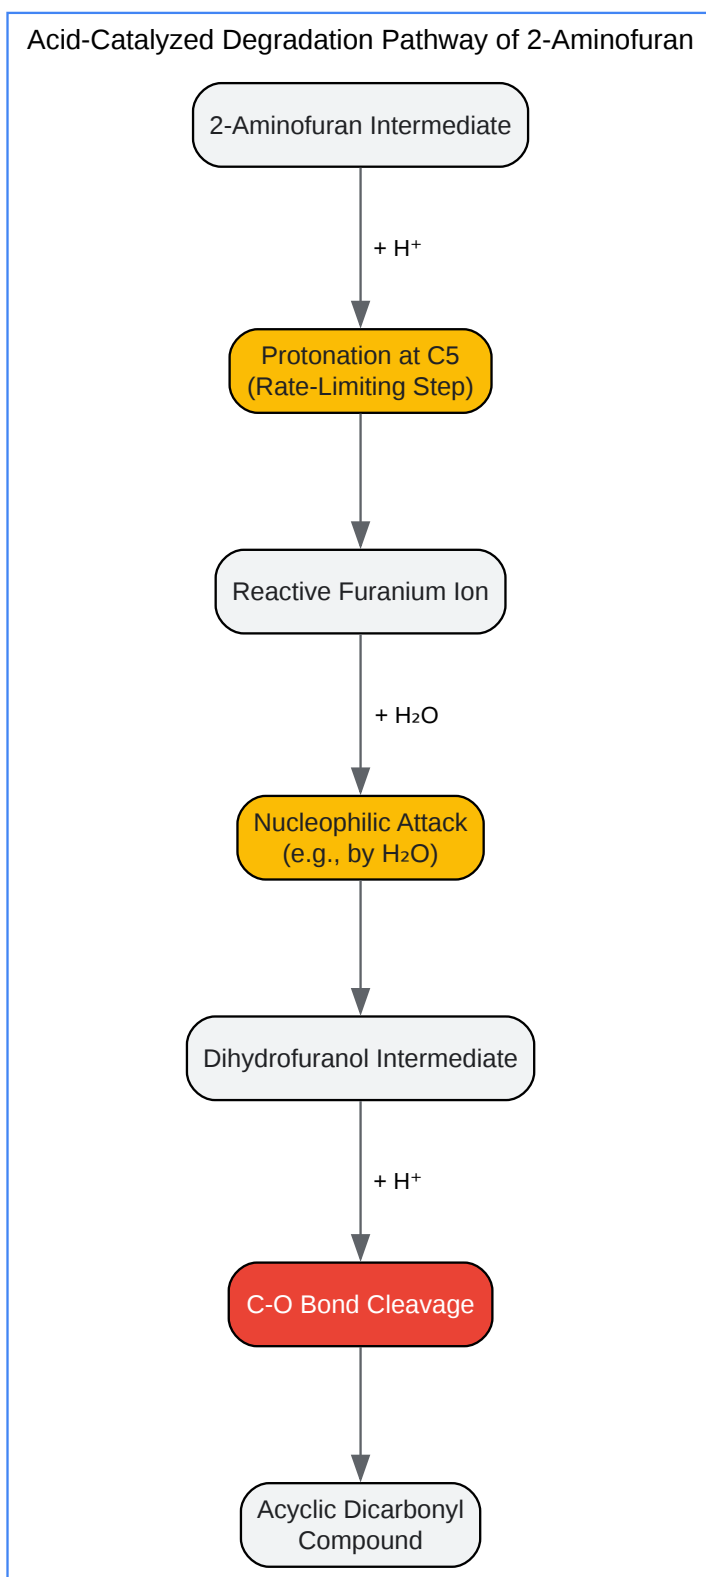 Acid-Catalyzed Degradation Pathway of 2-Aminofuran
2-Aminofuran Intermediate
+ H⁺
Protonation at C5
(Rate-Limiting Step)
Reactive Furanium Ion
+ H₂O
Nucleophilic Attack
(e.g., by H₂O)
Dihydrofuranol Intermediate
+ H⁺
C-O Bond Cleavage
Acyclic Dicarbonyl
Compound